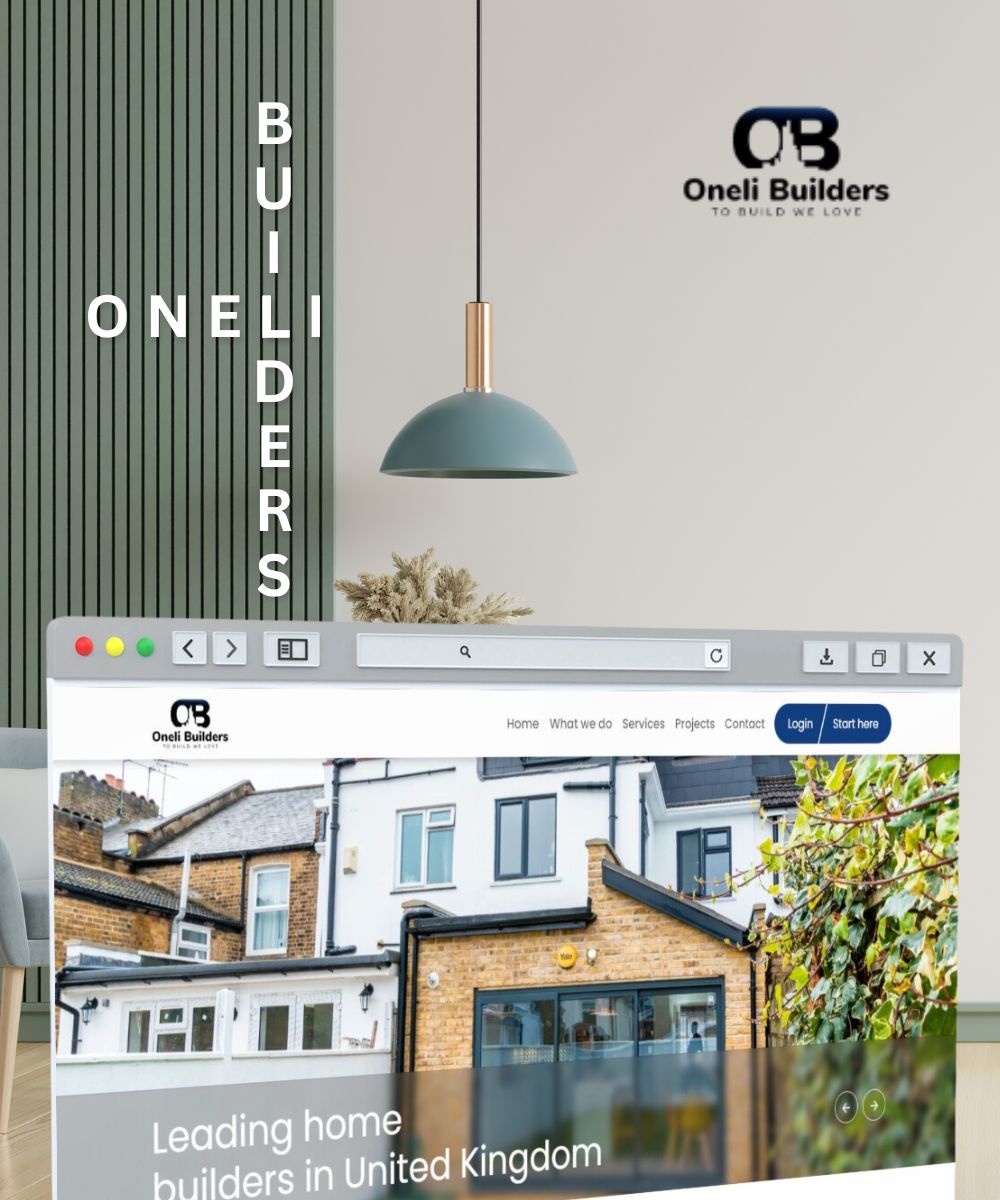 BUILDERS
ONELI
OB
Oneli Builders
TO BUILD WE LOVE
OB
Oneli Builders
TO BUILD WE LOVE
Home What we do Services Projects Contact Login Start here
Yale
Leading home
builders in United Kingdom